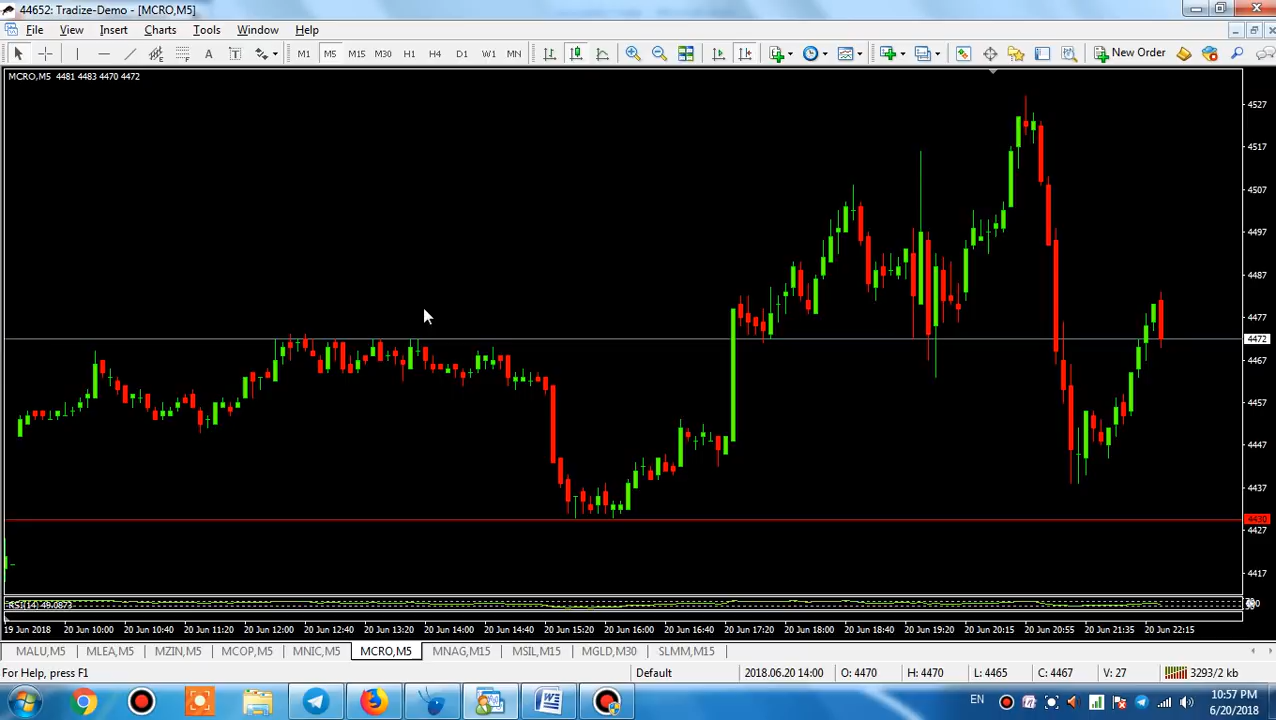 44652: Tradize-Demo - [MCRO,M5]
File View Insert Charts Tools Window Help
A T M1 M5 M15 M30 H1 H4 D1 W1 MN New Order
MCRO,M5 4481 4483 4470 4472
4527
4517
4507
4497
4487
4477
4472
4467
4457
4447
4437
4430
4427
4417
RSI(14) 49.0873
19 Jun 2018 20 Jun 10:00 20 Jun 10:40 20 Jun 11:20 20 Jun 12:00 20 Jun 12:40 20 Jun 13:20 20 Jun 14:00 20 Jun 14:40 20 Jun 15:20 20 Jun 16:00 20 Jun 16:40 20 Jun 17:20 20 Jun 18:00 20 Jun 18:40 20 Jun 19:20 20 Jun 20:15 20 Jun 20:55 20 Jun 21:35 20 Jun 22:15
MALU,M5 MLEA,M5 MZIN,M5 MCOP,M5 MNIC,M5 MCRO,M5 MNAG,M15 MSIL,M15 MGLD,M30 SLMM,M15
For Help, press F1 Default 2018.06.20 14:00 O: 4470 H: 4470 L: 4465 C: 4467 V: 27 3293/2 kb
EN 10:57 PM
6/20/2018